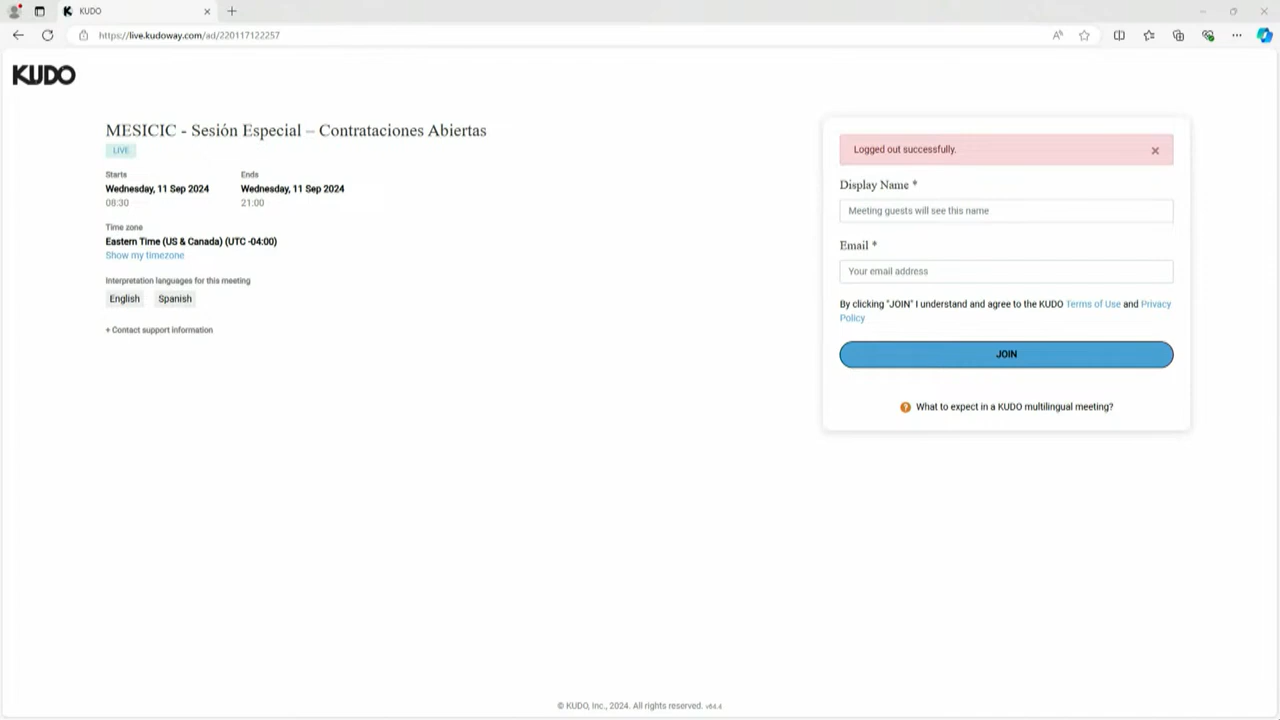 KUDO
https://live.kudoway.com/ad/220117122257
KUDO
MESICIC - Sesión Especial – Contrataciones Abiertas
LIVE
Starts
Ends
Wednesday, 11 Sep 2024
Wednesday, 11 Sep 2024
08:30
21:00
Time zone
Eastern Time (US & Canada) (UTC -04:00)
Show my timezone
Interpretation languages for this meeting
English
Spanish
+ Contact support information
Logged out successfully.
Display Name *
Meeting guests will see this name
Email *
Your email address
By clicking "JOIN" I understand and agree to the KUDO Terms of Use and Privacy
Policy
JOIN
What to expect in a KUDO multilingual meeting?
© KUDO, Inc., 2024. All rights reserved. v64.4